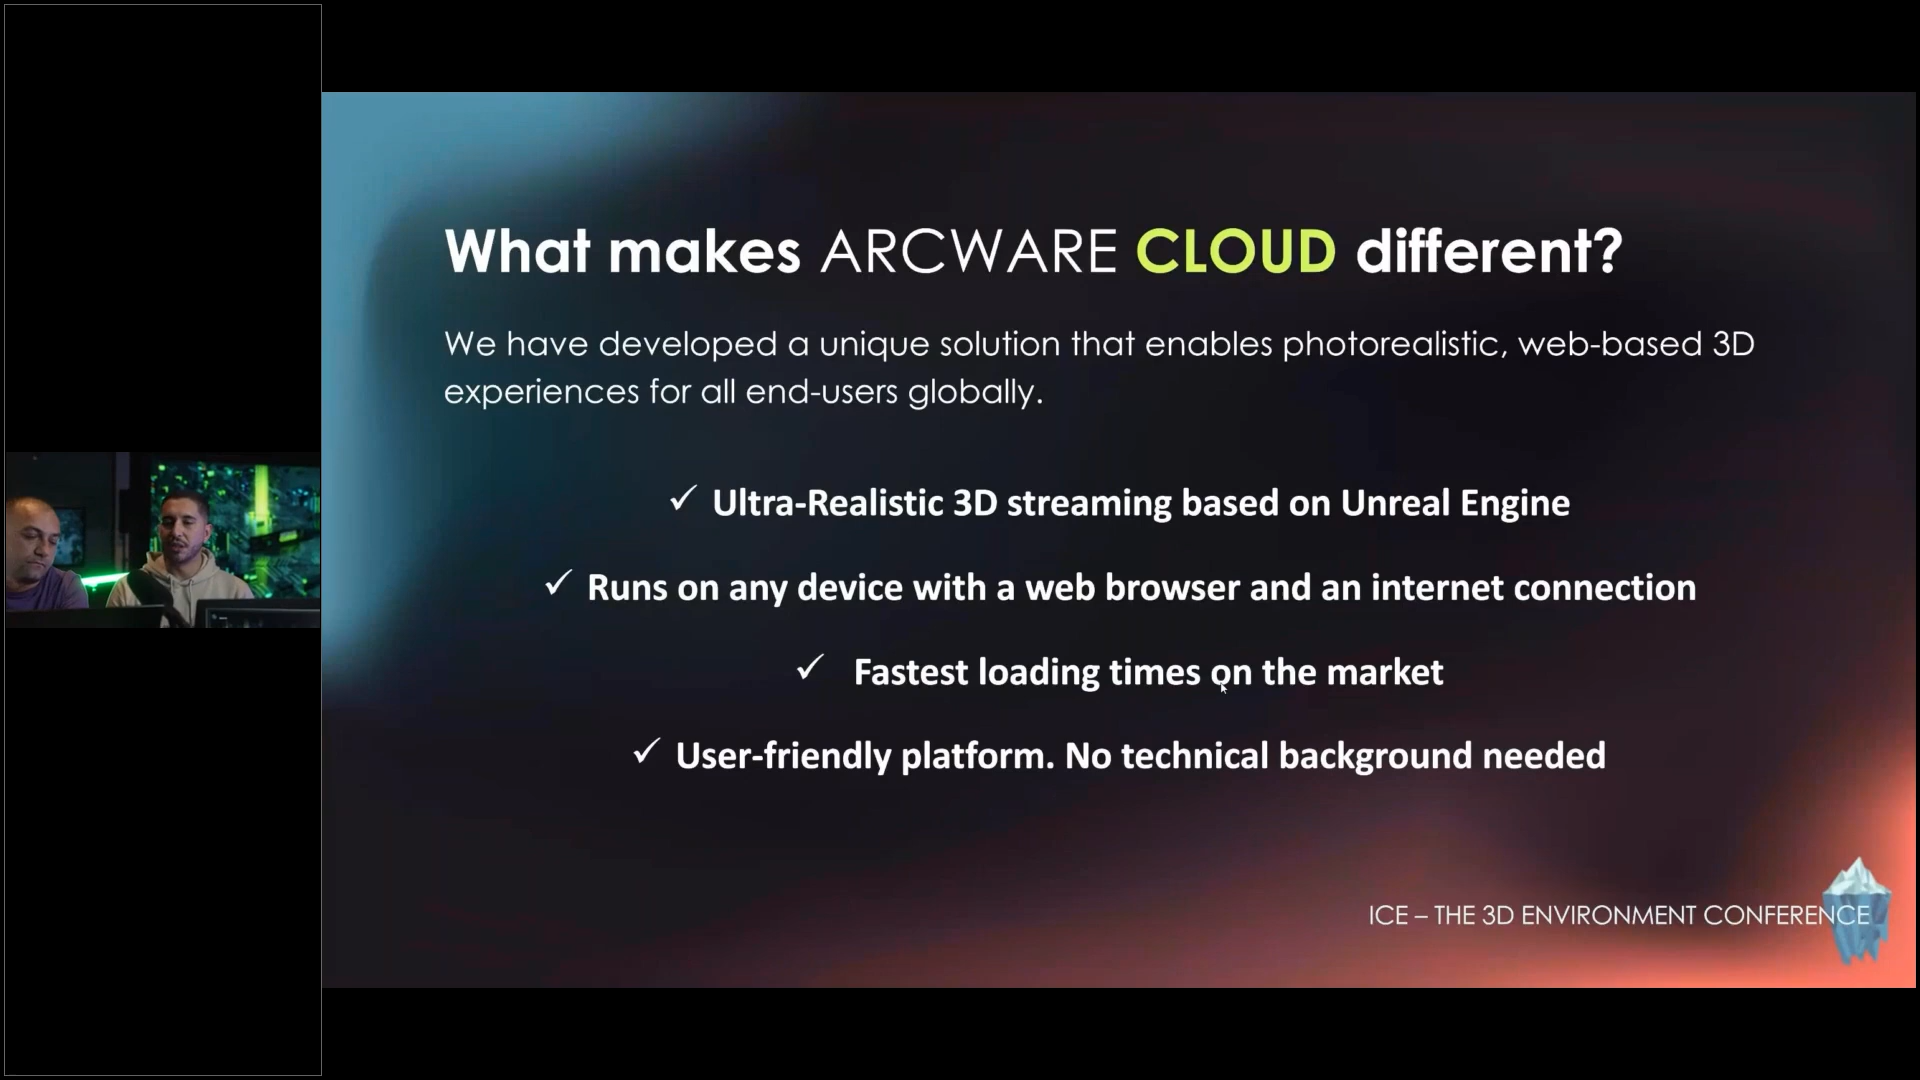 What makes ARCWARE CLOUD different?
We have developed a unique solution that enables photorealistic, web-based 3D
experiences for all end-users globally.
✓ Ultra-Realistic 3D streaming based on Unreal Engine
✓ Runs on any device with a web browser and an internet connection
✓ Fastest loading times on the market
✓ User-friendly platform. No technical background needed
ICE – THE 3D ENVIRONMENT CONFERENCE